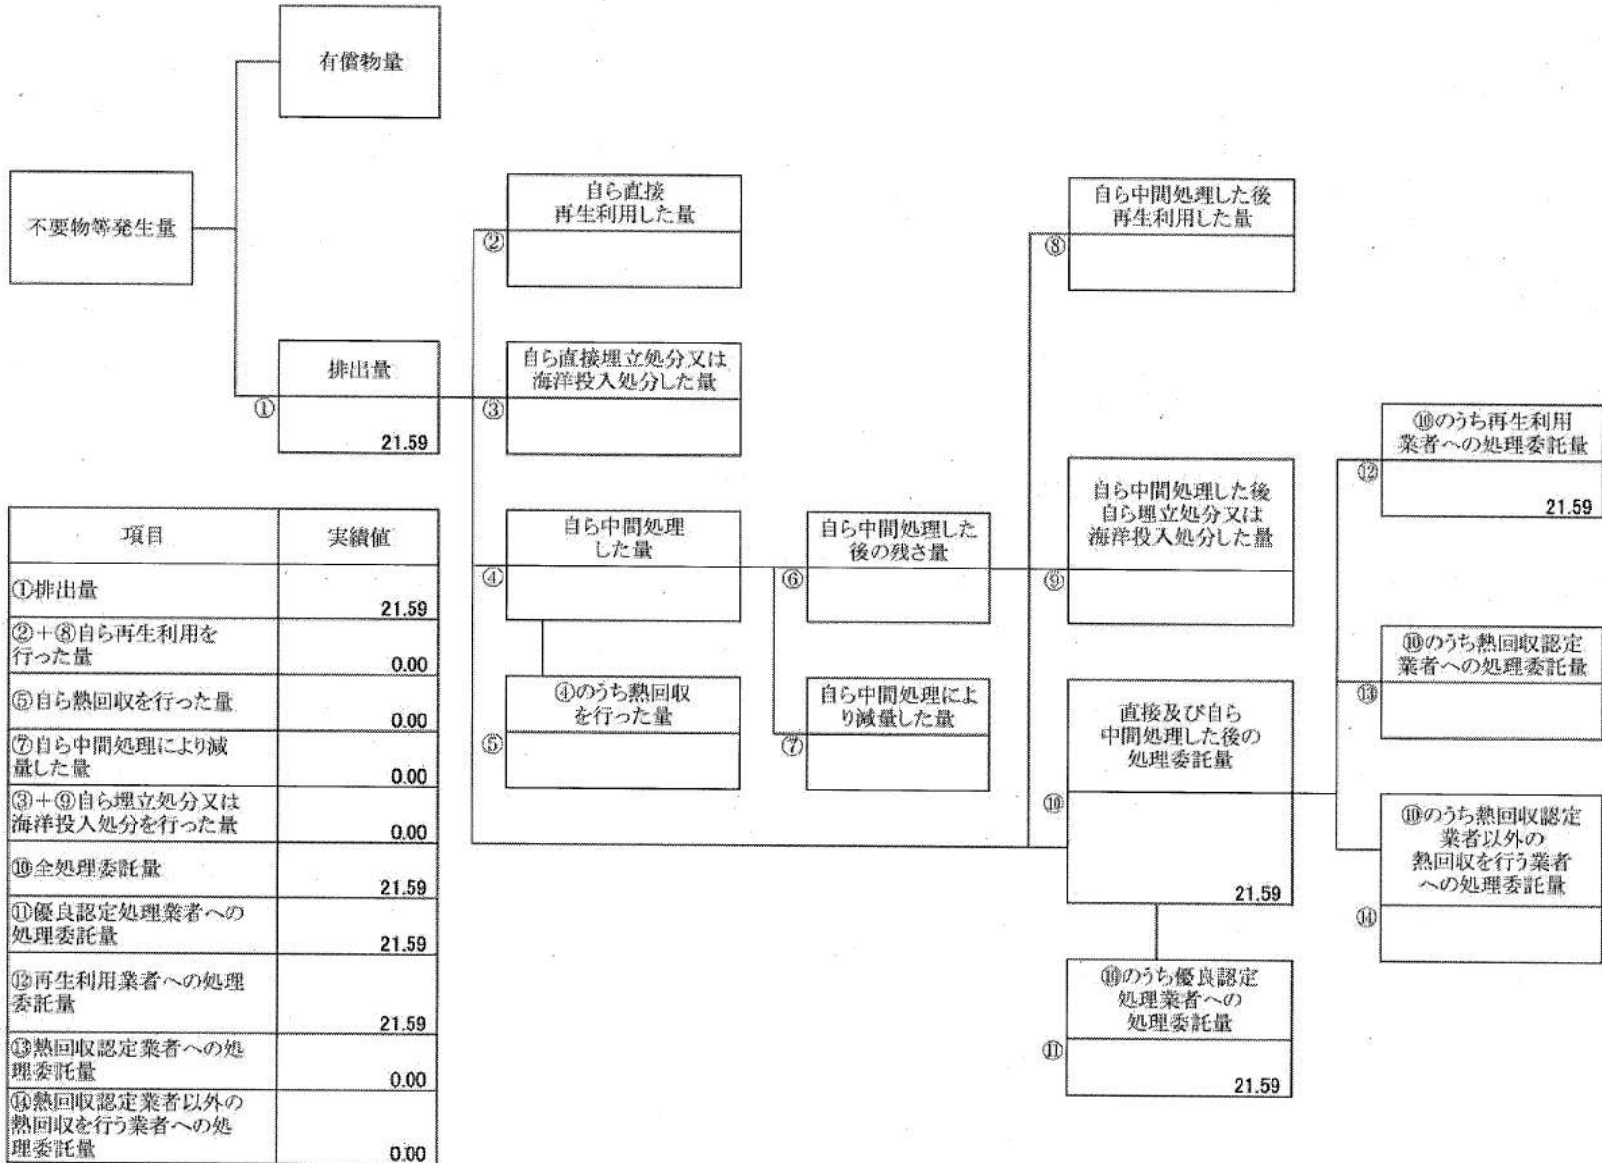 有償物量
不要物等発生量
排出量
①
21.59
自ら直接
再生利用した量
②
自ら直接埋立処分又は
海洋投入処分した量
③
自ら中間処理
した量
④
④のうち熱回収
を行った量
⑤
自ら中間処理した
後の残さ量
⑥
自ら中間処理によ
り減量した量
⑦
自ら中間処理した後
再生利用した量
⑧
自ら中間処理した後
自ら埋立処分又は
海洋投入処分した量
⑨
直接及び自ら
中間処理した後の
処理委託量
⑩
21.59
⑩のうち優良認定
処理業者への
処理委託量
⑪
21.59
⑩のうち再生利用
業者への処理委託量
⑫
21.59
⑩のうち熱回収認定
業者への処理委託量
⑬
⑩のうち熱回収認定
業者以外の
熱回収を行う業者
への処理委託量
⑭
項目 実績値
①排出量
21.59
②＋⑧自ら再生利用を
行った量
0.00
⑤自ら熱回収を行った量
0.00
⑦自ら中間処理により減
量した量
0.00
③＋⑨自ら埋立処分又は
海洋投入処分を行った量
0.00
⑩全処理委託量
21.59
⑪優良認定処理業者への
処理委託量
21.59
⑫再生利用業者への処理
委託量
21.59
⑬熱回収認定業者への処
理委託量
0.00
⑭熱回収認定業者以外の
熱回収を行う業者への処
理委託量
0.00